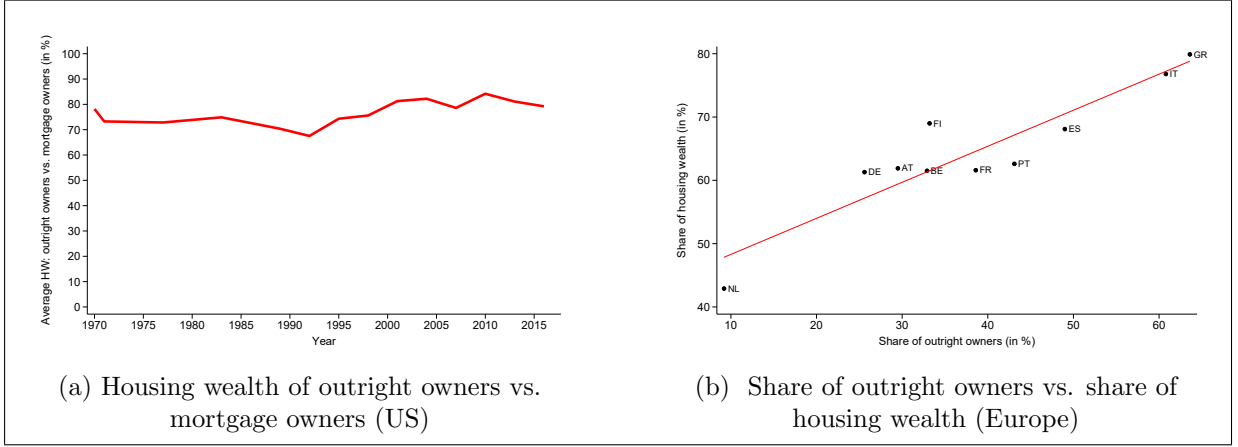 Average HW: outright owners vs. mortgage owners (in %)
100
90
80
70
60
50
40
30
20
10
0
1970 1975 1980 1985 1990 1995 2000 2005 2010 2015
Year
(a) Housing wealth of outright owners vs.
mortgage owners (US)
Share of housing wealth (in %)
80
70
60
50
40
GR
IT
FI
ES
DE
AT
BE
FR
PT
NL
10 20 30 40 50 60
Share of outright owners (in %)
(b) Share of outright owners vs. share of
housing wealth (Europe)